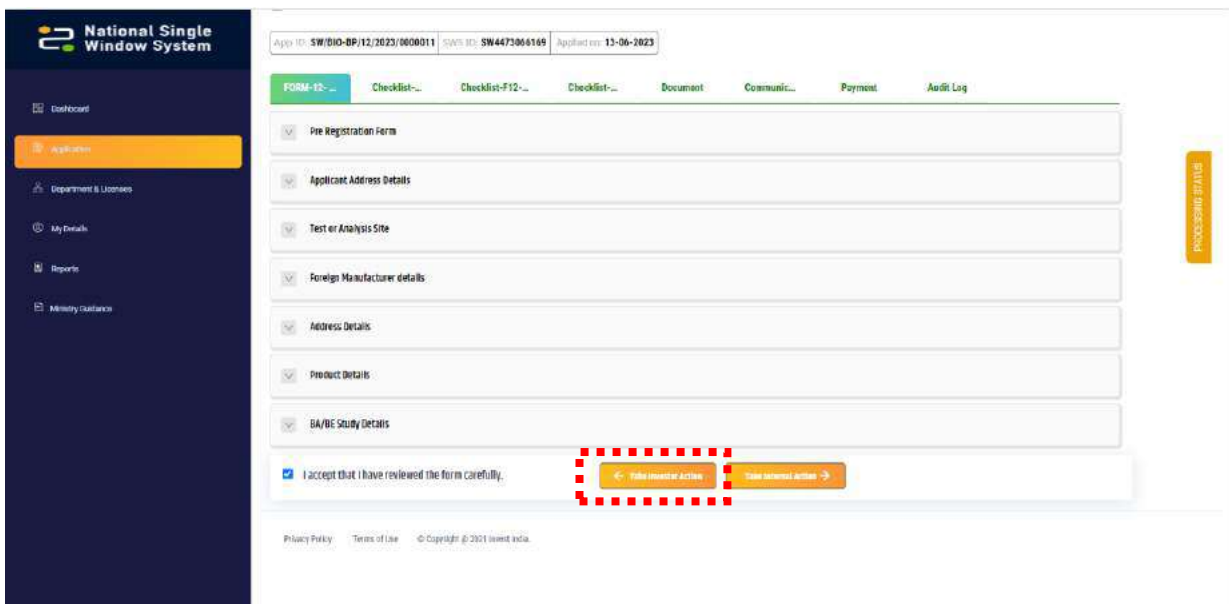 National Single
Window System
App ID: SW/BIO-BP/12/2023/0000011 SWS ID: SW4473066169 Applied on: 13-06-2023
FORM-12-... Checklist-... Checklist-F12-... Checklist-... Document Communic... Payment Audit Log
Dashboard
Application
Department & Licenses
My Details
Reports
Ministry Guidance
Pre Registration Form
Applicant Address Details
Test or Analysis Site
Foreign Manufacturer details
Address Details
Product Details
BA/BE Study Details
PROCESSING STATUS
I accept that I have reviewed the form carefully.
← Take Investor Action
Take Internal Action →
Privacy Policy Terms of Use © Copyright @ 2021 Invest India.